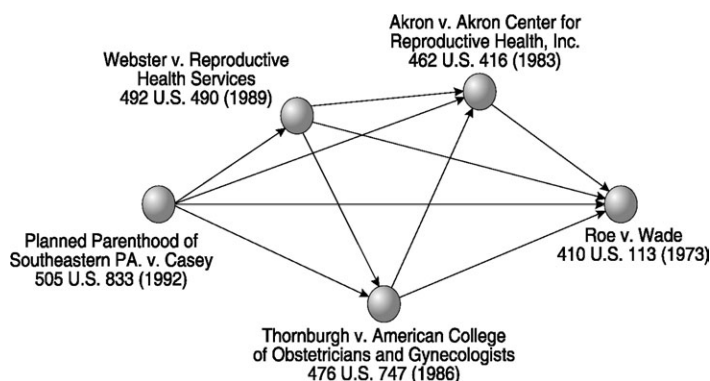 Akron v. Akron Center for
Reproductive Health, Inc.
462 U.S. 416 (1983)
Webster v. Reproductive
Health Services
492 U.S. 490 (1989)
Planned Parenthood of
Southeastern PA. v. Casey
505 U.S. 833 (1992)
Roe v. Wade
410 U.S. 113 (1973)
Thornburgh v. American College
of Obstetricians and Gynecologists
476 U.S. 747 (1986)